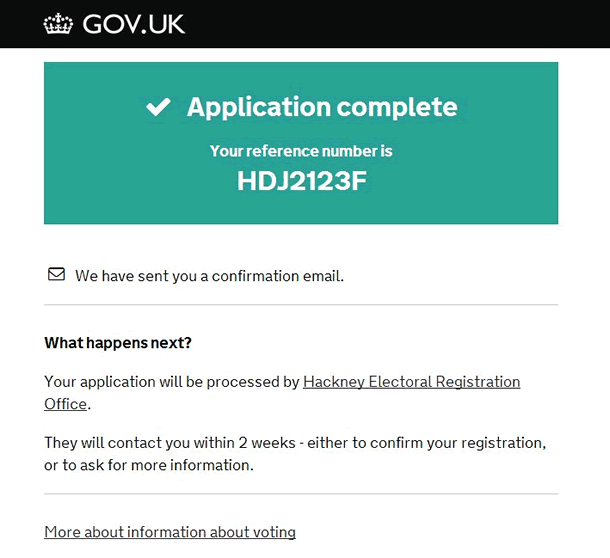 GOV.UK
Application complete
Your reference number is
HDJ2123F
We have sent you a confirmation email.
What happens next?
Your application will be processed by Hackney Electoral Registration
Office.
They will contact you within 2 weeks - either to confirm your registration,
or to ask for more information.
More about information about voting